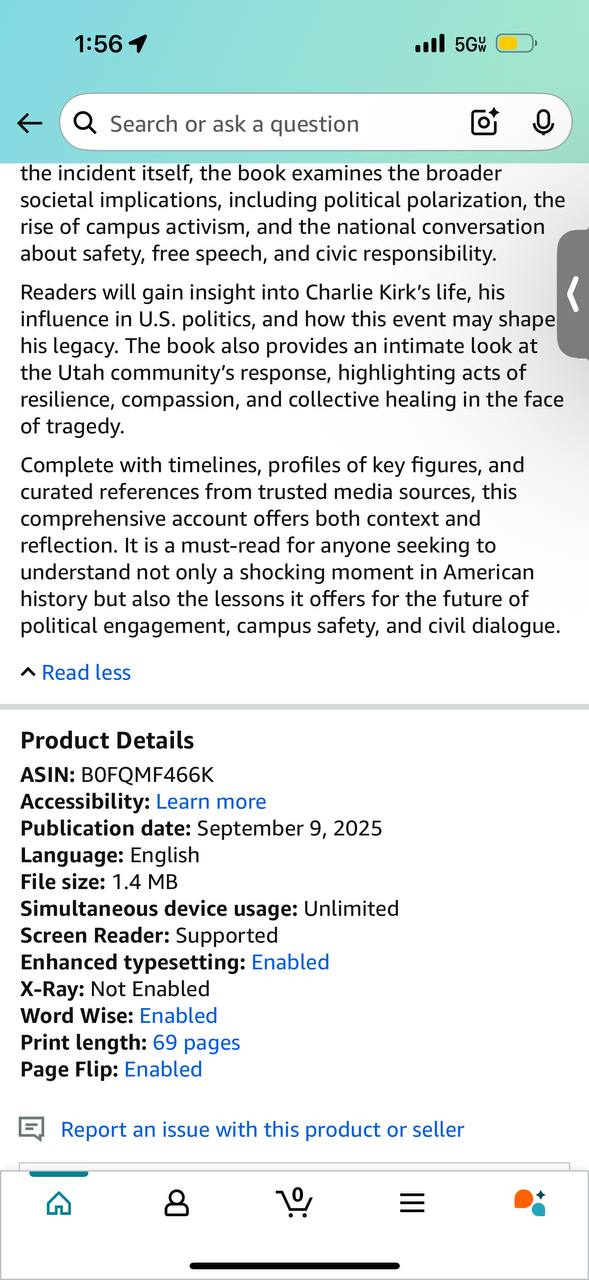 1:56
5GUW
Search or ask a question
the incident itself, the book examines the broader
societal implications, including political polarization, the
rise of campus activism, and the national conversation
about safety, free speech, and civic responsibility.
Readers will gain insight into Charlie Kirk’s life, his
influence in U.S. politics, and how this event may shape
his legacy. The book also provides an intimate look at
the Utah community’s response, highlighting acts of
resilience, compassion, and collective healing in the face
of tragedy.
Complete with timelines, profiles of key figures, and
curated references from trusted media sources, this
comprehensive account offers both context and
reflection. It is a must-read for anyone seeking to
understand not only a shocking moment in American
history but also the lessons it offers for the future of
political engagement, campus safety, and civil dialogue.
Read less
Product Details
ASIN: B0FQMF466K
Accessibility: Learn more
Publication date: September 9, 2025
Language: English
File size: 1.4 MB
Simultaneous device usage: Unlimited
Screen Reader: Supported
Enhanced typesetting: Enabled
X-Ray: Not Enabled
Word Wise: Enabled
Print length: 69 pages
Page Flip: Enabled
Report an issue with this product or seller
0